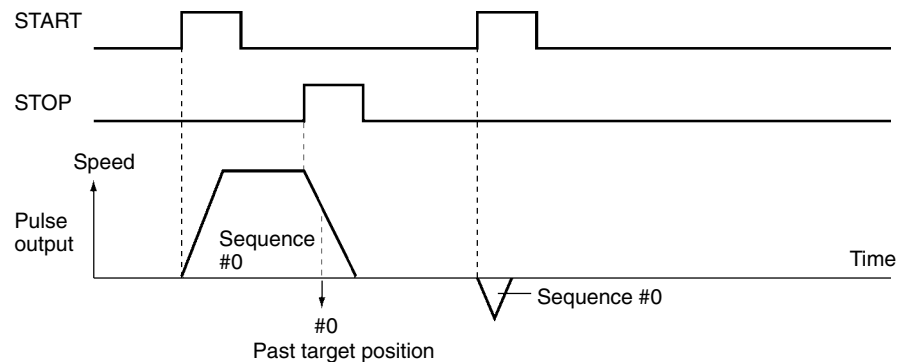 START
STOP
Speed
Pulse
output
Sequence
#0
Time
Sequence #0
#0
Past target position